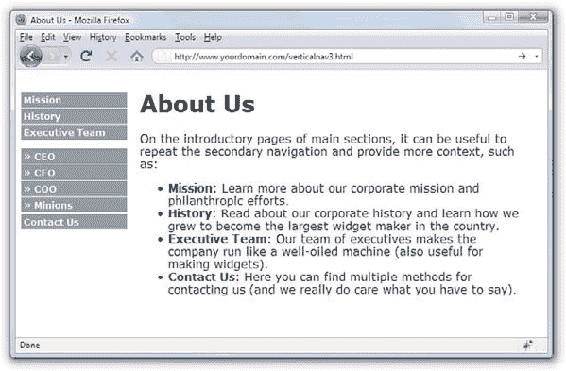 About Us - Mozilla Firefox
File Edit View History Bookmarks Tools Help
http://www.yourdomain.com/verticalnav3.html
Mission
History
Executive Team
» CEO
» CFO
» COO
» Minions
Contact Us
About Us
On the introductory pages of main sections, it can be useful to
repeat the secondary navigation and provide more context, such
as:
• Mission: Learn more about our corporate mission and
philanthropic efforts.
• History: Read about our corporate history and learn how we
grew to become the largest widget maker in the country.
• Executive Team: Our team of executives makes the
company run like a well-oiled machine (also useful for
making widgets).
• Contact Us: Here you can find multiple methods for
contacting us (and we really do care what you have to say).
Done